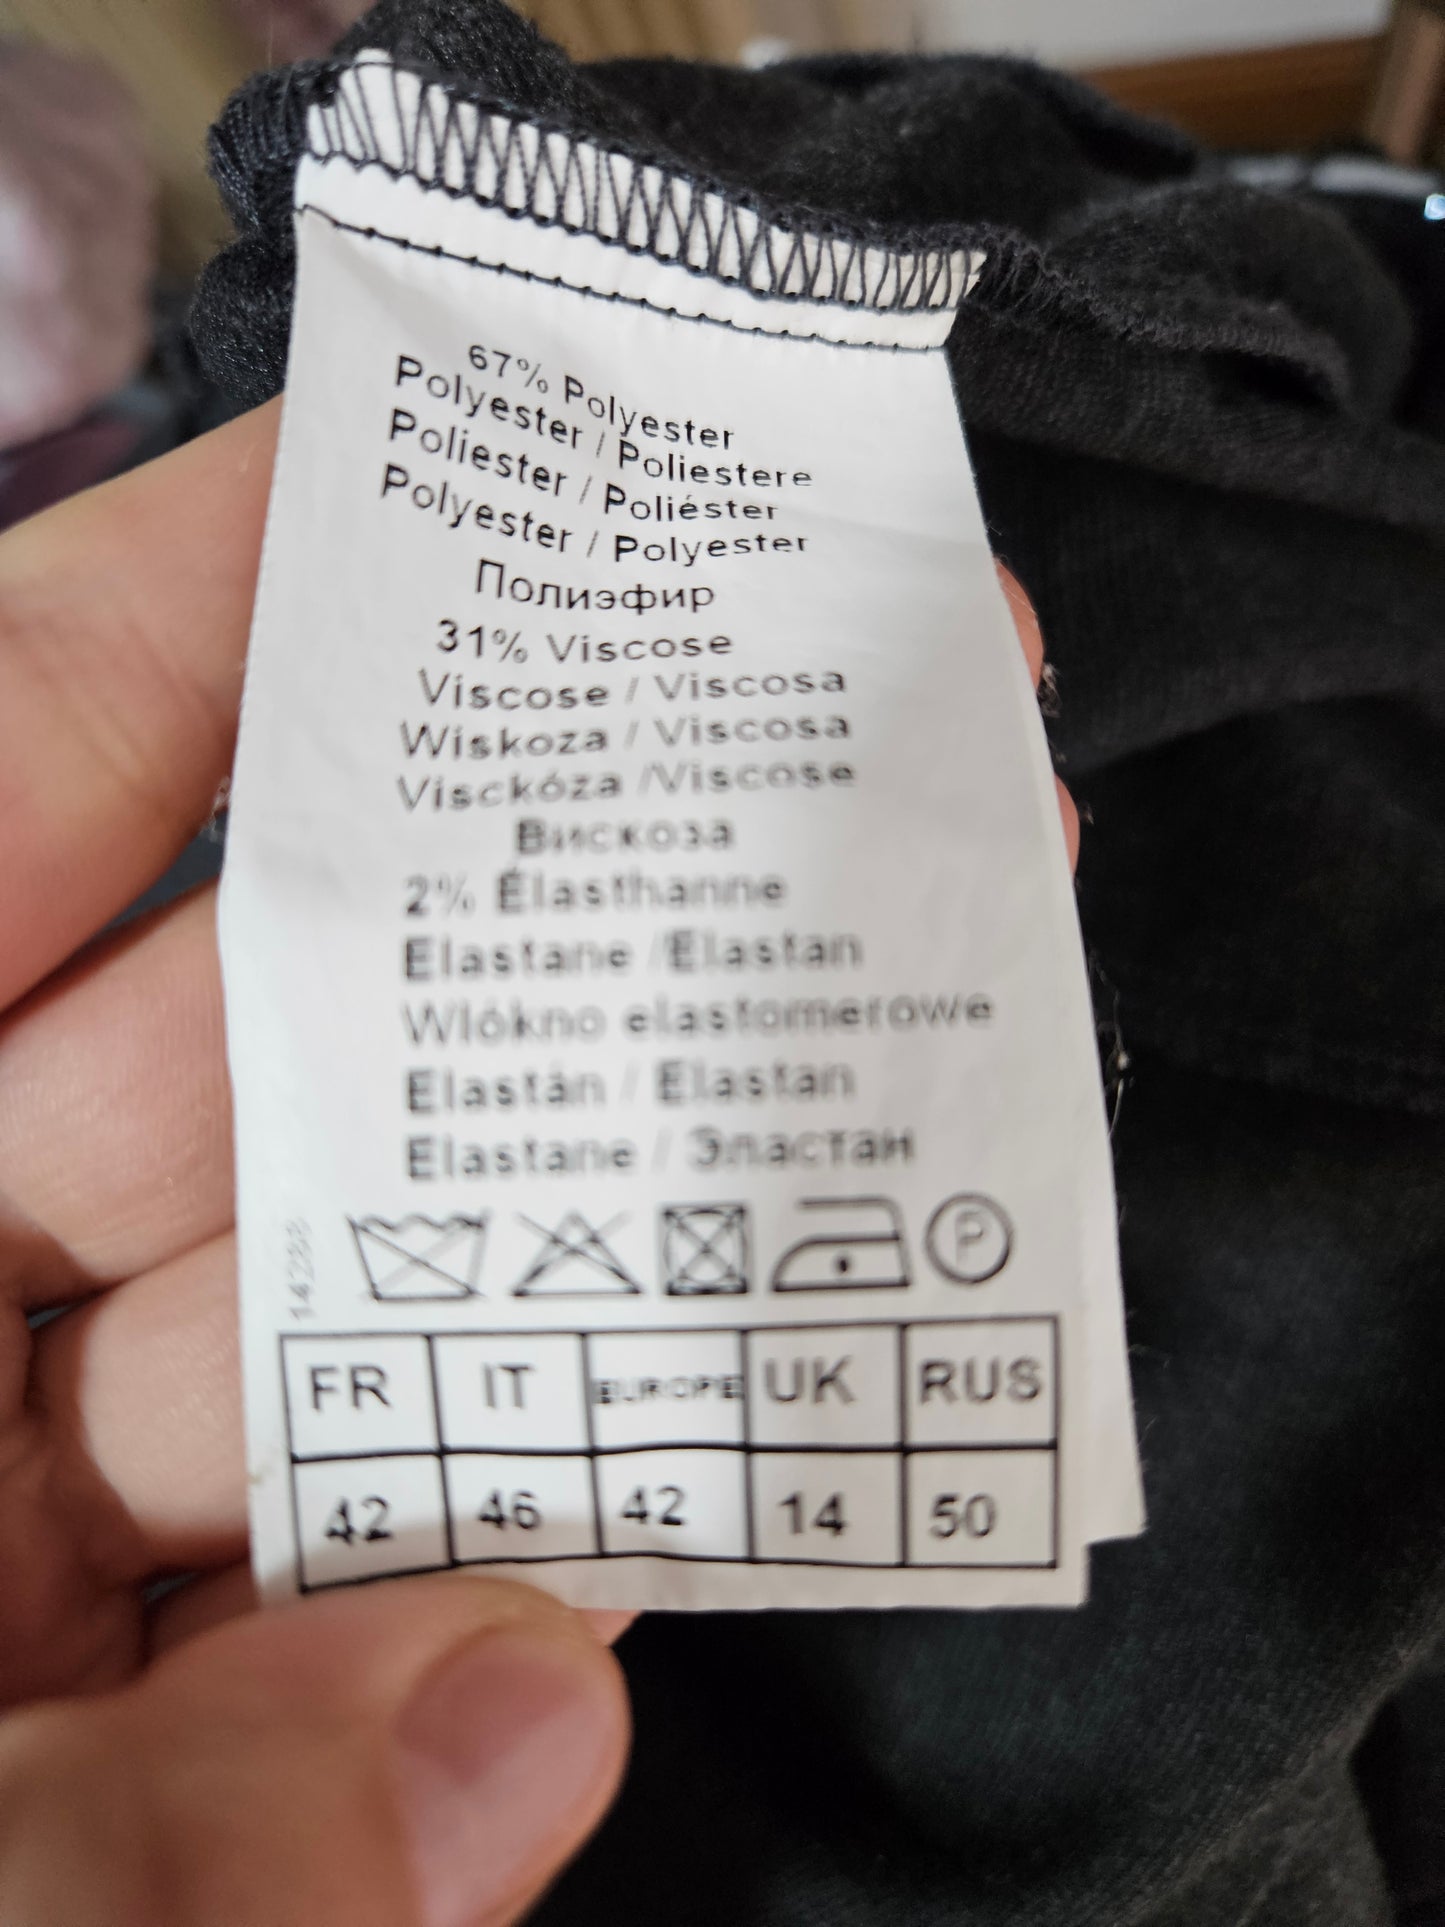 67% Polyester
Polyester / Poliestere
Poliester / Poliéster
Polyester / Polyester
Полиэфир
31% Viscose
Viscose / Viscosa
Wiskoza / Viscosa
Visckóza /Viscose
Вискоза
2% Élasthanne
Elastane /Elastan
Wlókno elastomerowe
Elastán / Elastan
Elastane / Эластан
P
FR IT EUROPE UK RUS
42 46 42 14 50